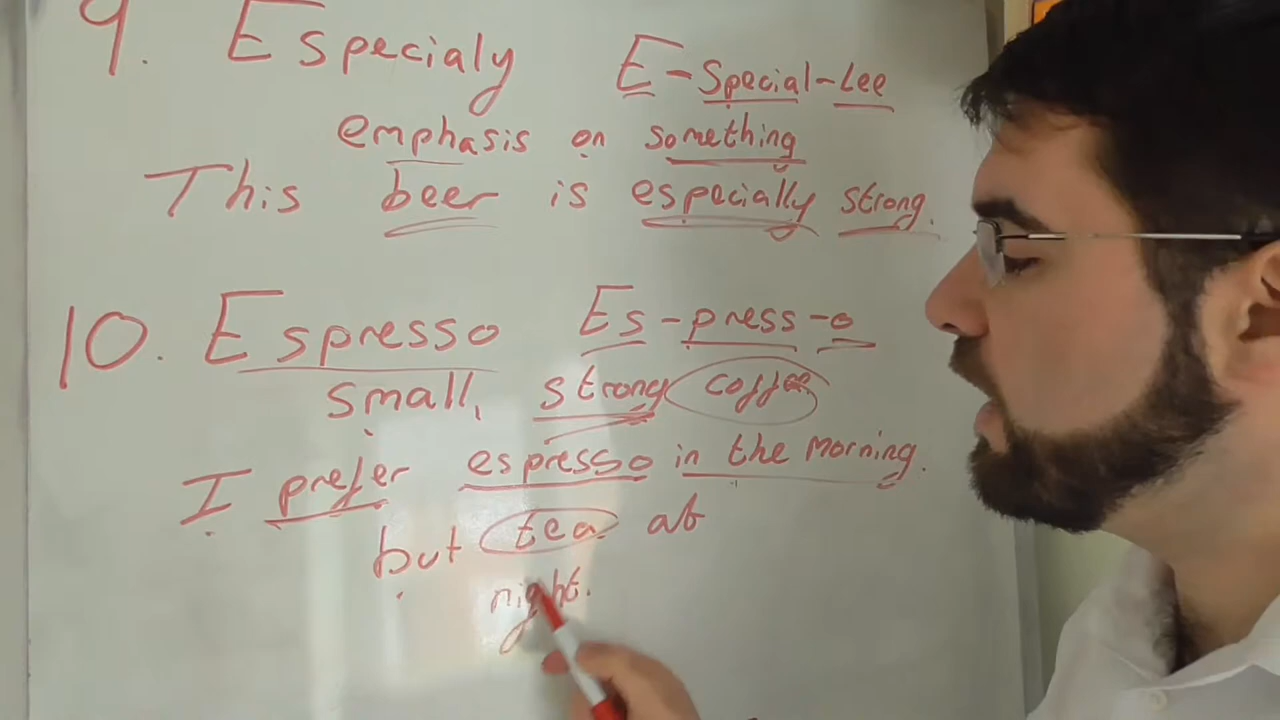 9. Especialy E-Special-Lee
emphasis on something
This beer is especially strong.
10. Espresso Es-press-o
small, strong coffee
I prefer espresso in the morning.
but tea at
night.